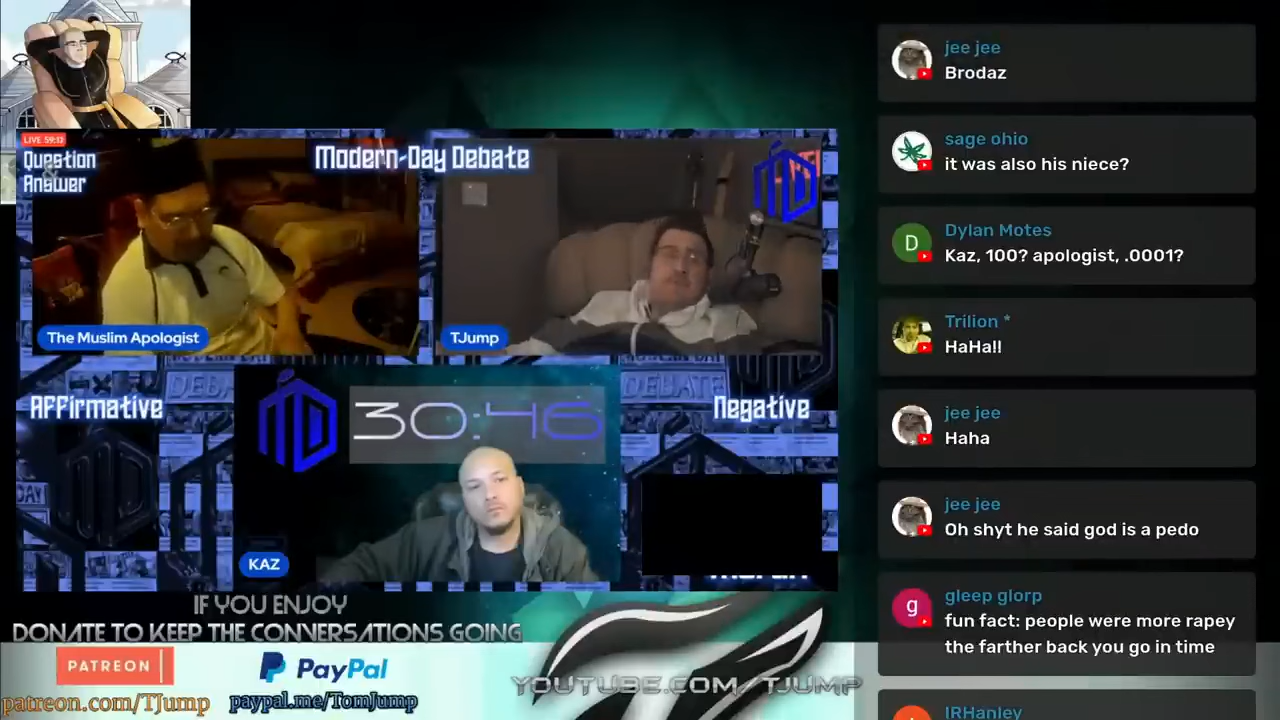 LIVE 59:13
Question
&
Answer
Modern-Day Debate
The Muslim Apologist
TJump
Affirmative
Negative
30:46
KAZ
IF YOU ENJOY
DONATE TO KEEP THE CONVERSATIONS GOING
PATREON
PayPal
patreon.com/TJump
paypal.me/TomJump
YOUTUBE.COM/TJUMP
jee jee
Brodaz
sage ohio
it was also his niece?
D
Dylan Motes
Kaz, 100? apologist, .0001?
Trilion *
HaHa!!
jee jee
Haha
jee jee
Oh shyt he said god is a pedo
g
gleep glorp
fun fact: people were more rapey
the farther back you go in time
IRHanley